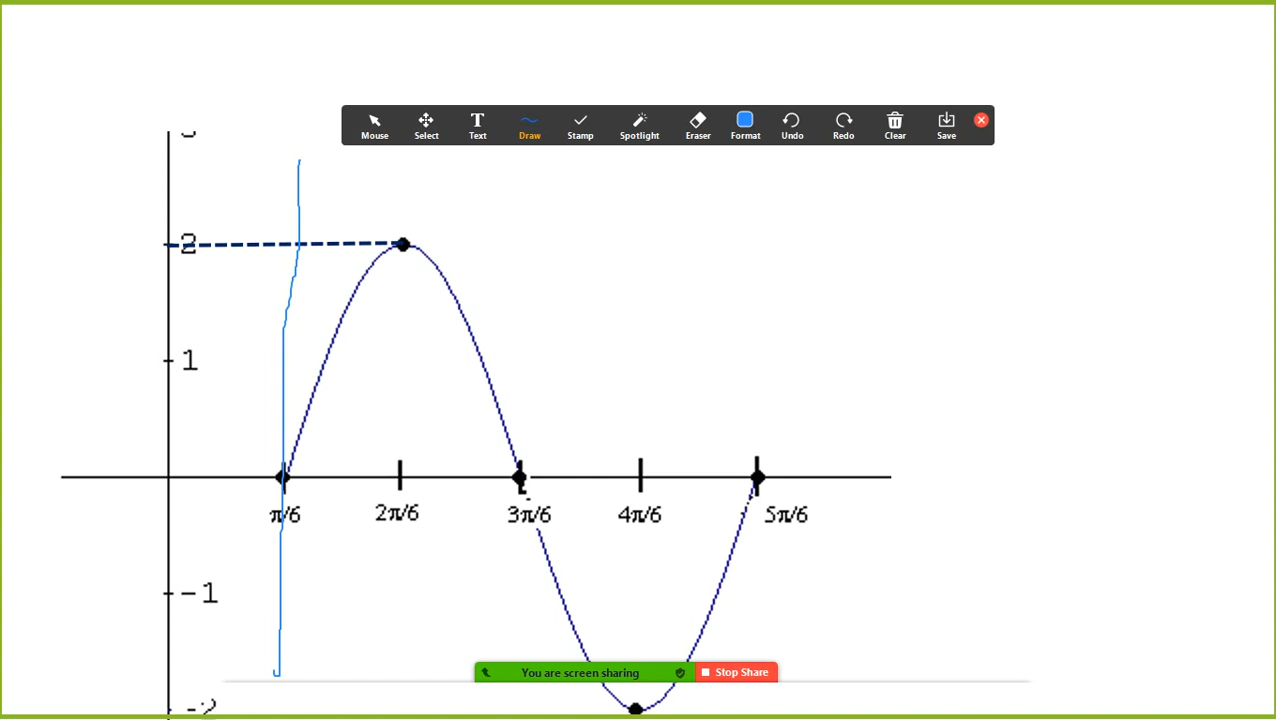 Mouse Select Text Draw Stamp Spotlight Eraser Format Undo Redo Clear Save
2
1
π/6 2π/6 3π/6 4π/6 5π/6
-1
You are screen sharing Stop Share
-2